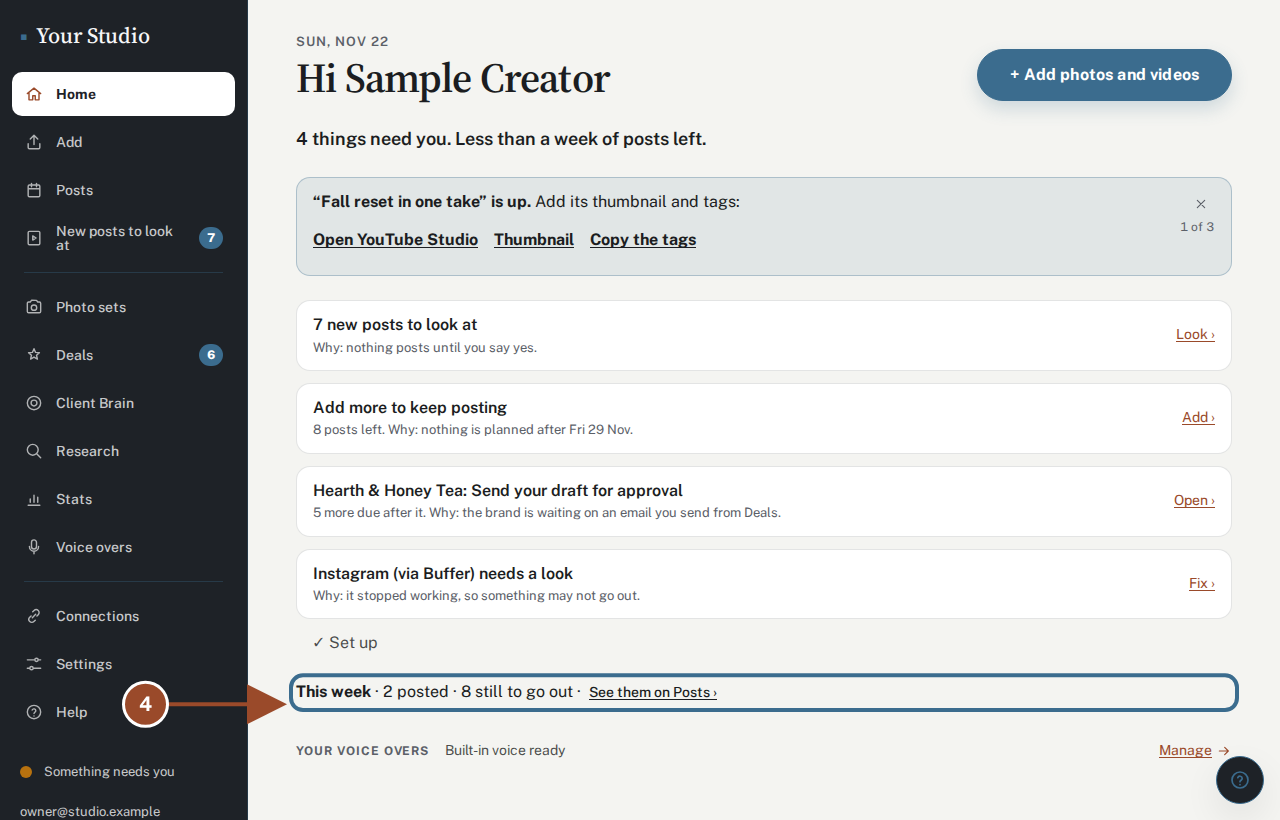 Your Studio
Home
Add
Posts
New posts to look at
7
Photo sets
Deals
6
Client Brain
Research
Stats
Voice overs
Connections
Settings
Help
4
Something needs you
owner@studio.example
SUN, NOV 22
Hi Sample Creator
+ Add photos and videos
4 things need you. Less than a week of posts left.
“Fall reset in one take” is up. Add its thumbnail and tags:
1 of 3
Open YouTube Studio Thumbnail Copy the tags
7 new posts to look at
Why: nothing posts until you say yes.
Look ›
Add more to keep posting
8 posts left. Why: nothing is planned after Fri 29 Nov.
Add ›
Hearth & Honey Tea: Send your draft for approval
5 more due after it. Why: the brand is waiting on an email you send from Deals.
Open ›
Instagram (via Buffer) needs a look
Why: it stopped working, so something may not go out.
Fix ›
✓ Set up
This week · 2 posted · 8 still to go out · See them on Posts ›
YOUR VOICE OVERS Built-in voice ready
Manage →